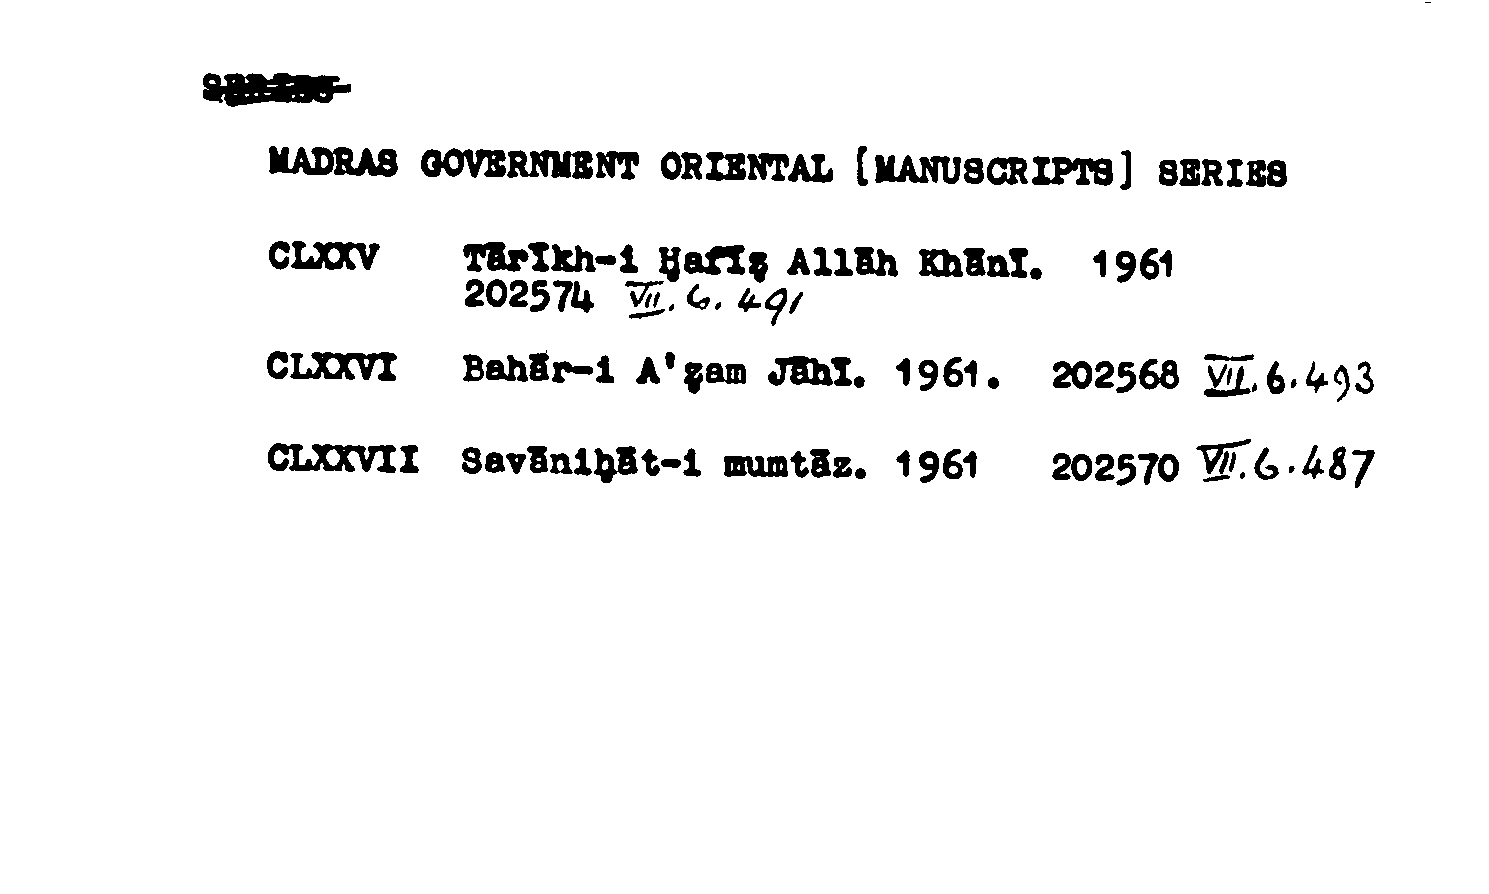 MADRAS GOVERNMENT ORIENTAL [MANUSCRIPTS] SERIES
CLXXV Tārīkh-i Ḥafīẓ Allāh Khānī. 1961
202574 VII. 6. 491
CLXXVI Bahār-i A'ẓam Jāhī. 1961. 202568 VII. 6. 493
CLXXVII Savāniḥāt-i mumtāz. 1961 202570 VII. 6. 487